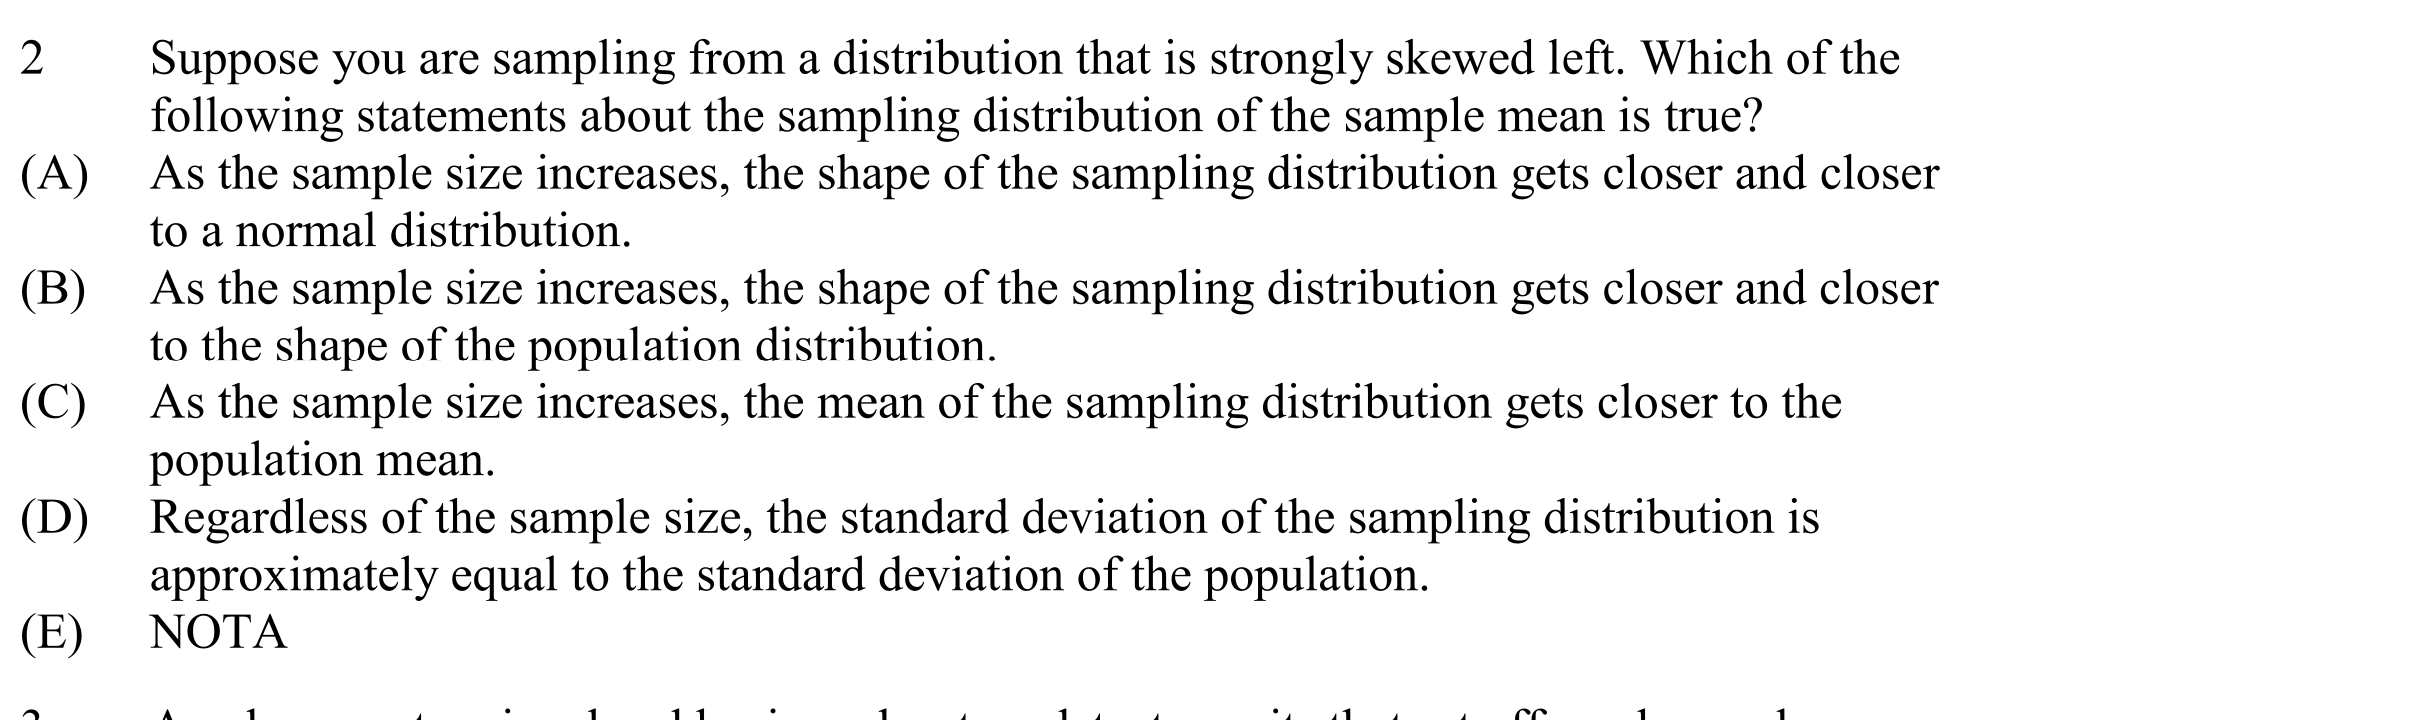 2 Suppose you are sampling from a distribution that is strongly skewed left. Which of the
following statements about the sampling distribution of the sample mean is true?
(A) As the sample size increases, the shape of the sampling distribution gets closer and closer
to a normal distribution.
(B) As the sample size increases, the shape of the sampling distribution gets closer and closer
to the shape of the population distribution.
(C) As the sample size increases, the mean of the sampling distribution gets closer to the
population mean.
(D) Regardless of the sample size, the standard deviation of the sampling distribution is
approximately equal to the standard deviation of the population.
(E) NOTA